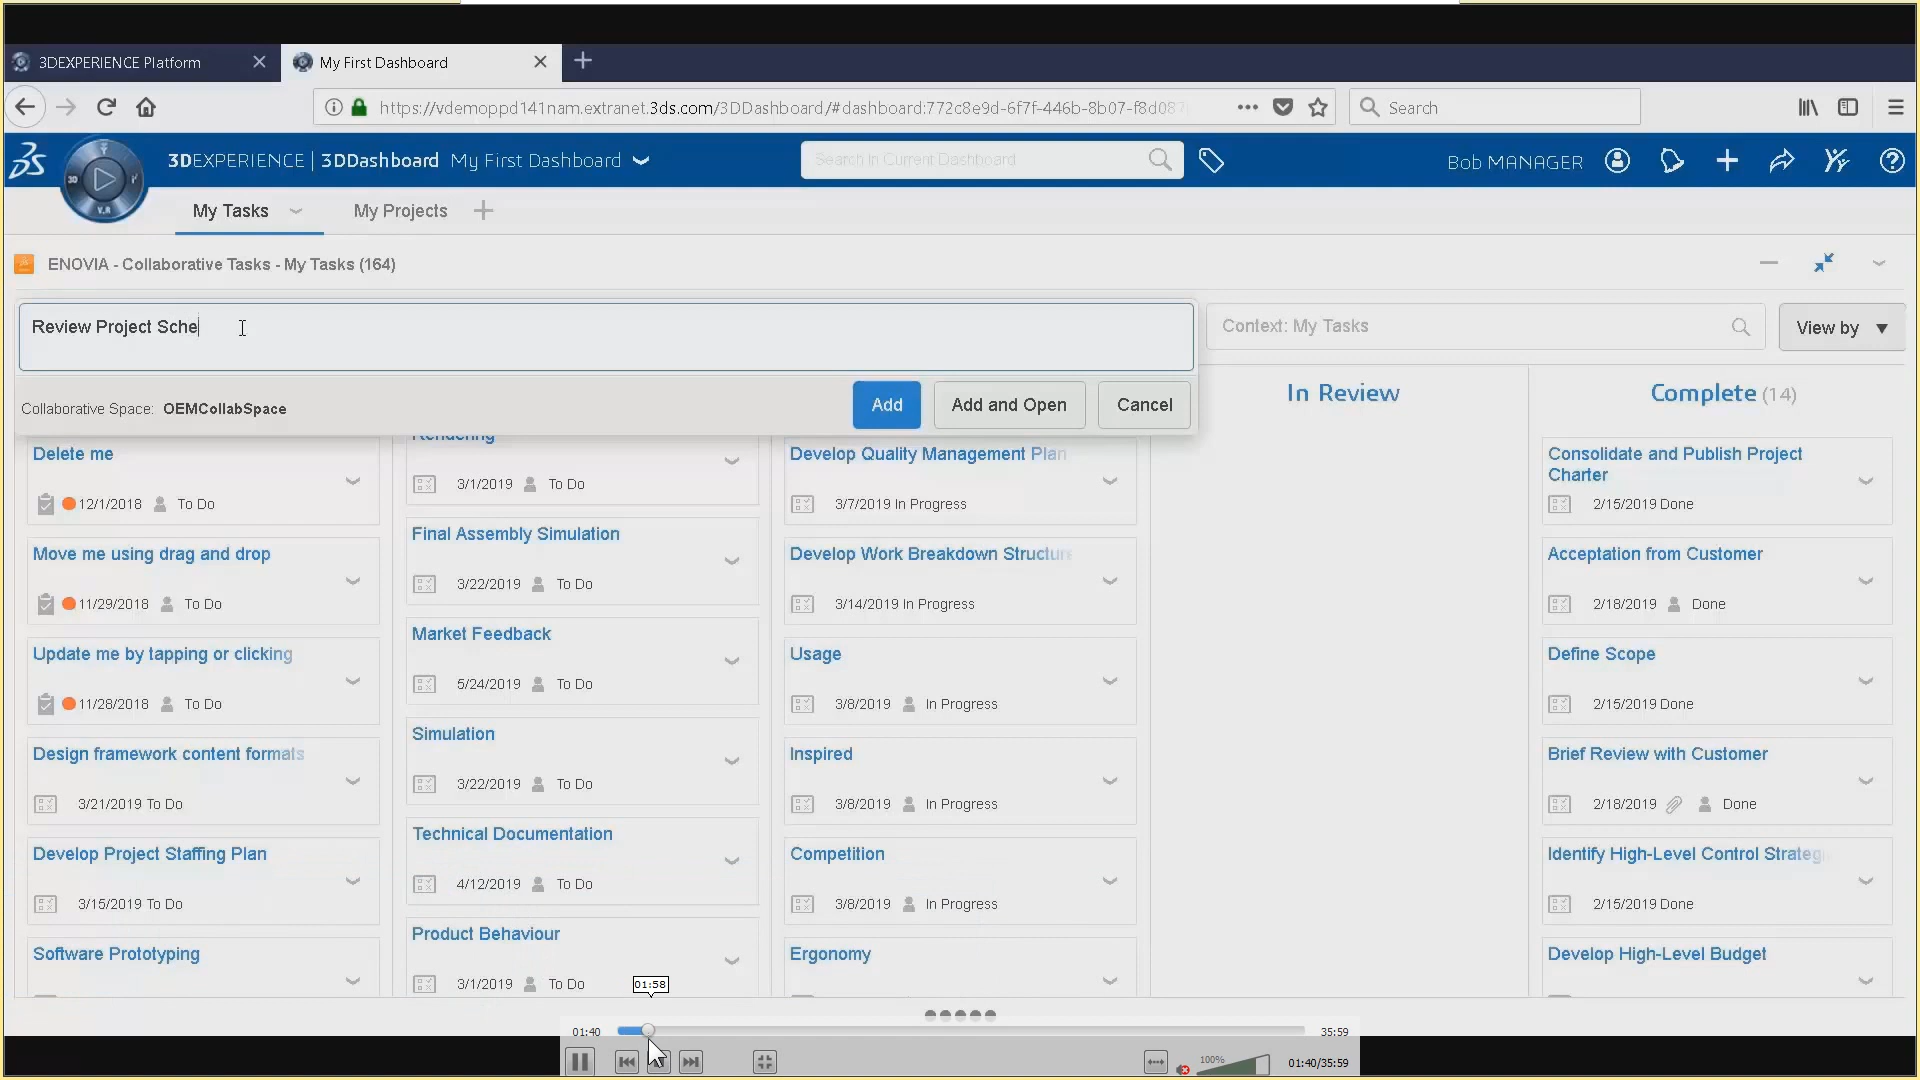 3DEXPERIENCE Platform
My First Dashboard
https://vdemoppd141nam.extranet.3ds.com/3DDashboard/#dashboard:772c8e9d-6f7f-446b-8b07-f8d087
Search
3DEXPERIENCE | 3DDashboard My First Dashboard
Search In Current Dashboard
Bob MANAGER
3D
V.R
My Tasks
My Projects
ENOVIA - Collaborative Tasks - My Tasks (164)
Review Project Sche
Context: My Tasks
View by
Collaborative Space: OEMCollabSpace
Add
Add and Open
Cancel
In Review
Complete (14)
Delete me
12/1/2018 To Do
Move me using drag and drop
11/29/2018 To Do
Update me by tapping or clicking
11/28/2018 To Do
Design framework content formats
3/21/2019 To Do
Develop Project Staffing Plan
3/15/2019 To Do
Software Prototyping
Rendering
3/1/2019 To Do
Final Assembly Simulation
3/22/2019 To Do
Market Feedback
5/24/2019 To Do
Simulation
3/22/2019 To Do
Technical Documentation
4/12/2019 To Do
Product Behaviour
3/1/2019 To Do
Develop Quality Management Plan
3/7/2019 In Progress
Develop Work Breakdown Structure
3/14/2019 In Progress
Usage
3/8/2019 In Progress
Inspired
3/8/2019 In Progress
Competition
3/8/2019 In Progress
Ergonomy
Consolidate and Publish Project
Charter
2/15/2019 Done
Acceptation from Customer
2/18/2019 Done
Define Scope
2/15/2019 Done
Brief Review with Customer
2/18/2019 Done
Identify High-Level Control Strategi
2/15/2019 Done
Develop High-Level Budget
01:58
01:40
35:59
100%
01:40/35:59